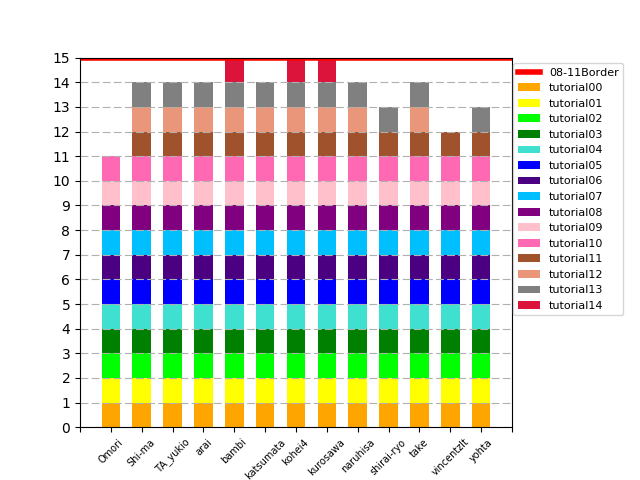 15
14
13
12
11
10
9
8
7
6
5
4
3
2
1
0
Omori
Shi-ma
TA_yukio
arai
bambi
katsumata
kohei4
kurosawa
naruhisa
shirai-ryo
take
vincentzlt
yohta
08-11Border
tutorial00
tutorial01
tutorial02
tutorial03
tutorial04
tutorial05
tutorial06
tutorial07
tutorial08
tutorial09
tutorial10
tutorial11
tutorial12
tutorial13
tutorial14